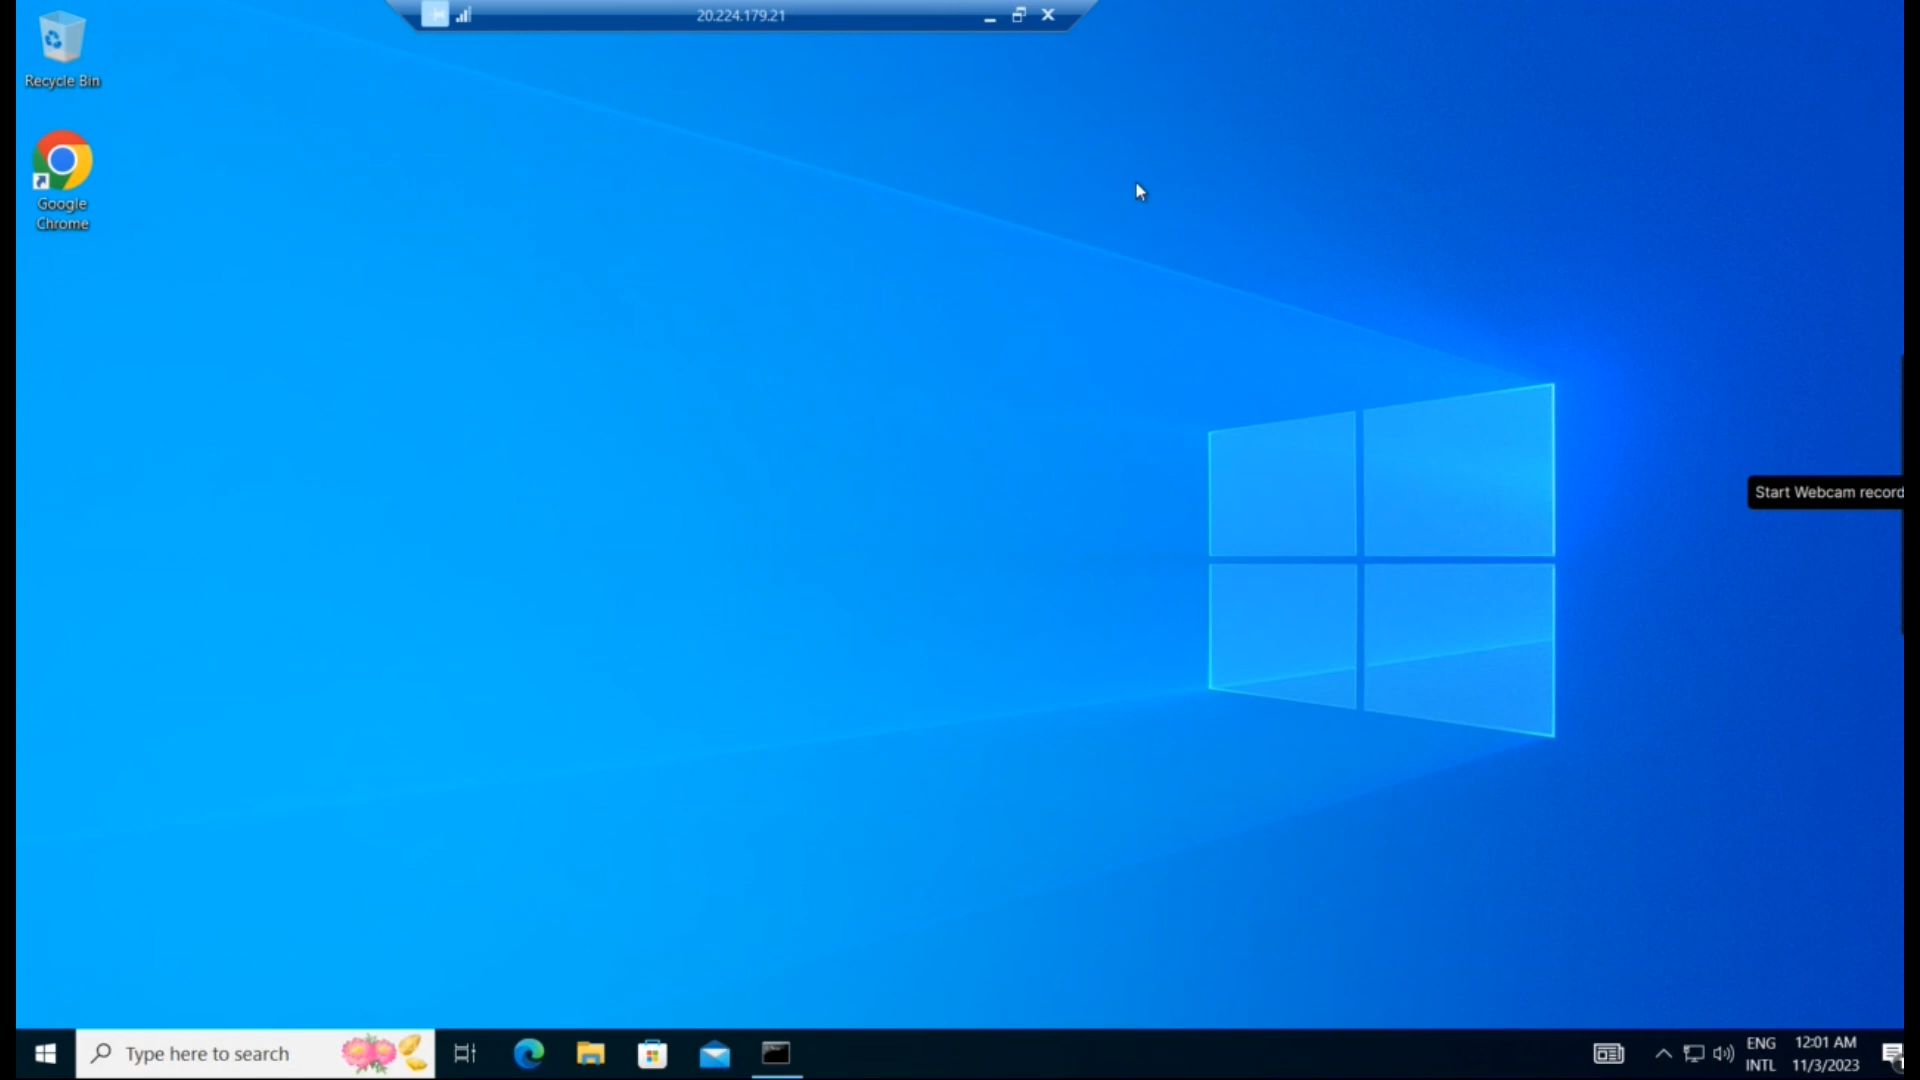 20.224.179.21
Recycle Bin
Google
Chrome
Start Webcam record
Type here to search
ENG
INTL
12:01 AM
11/3/2023